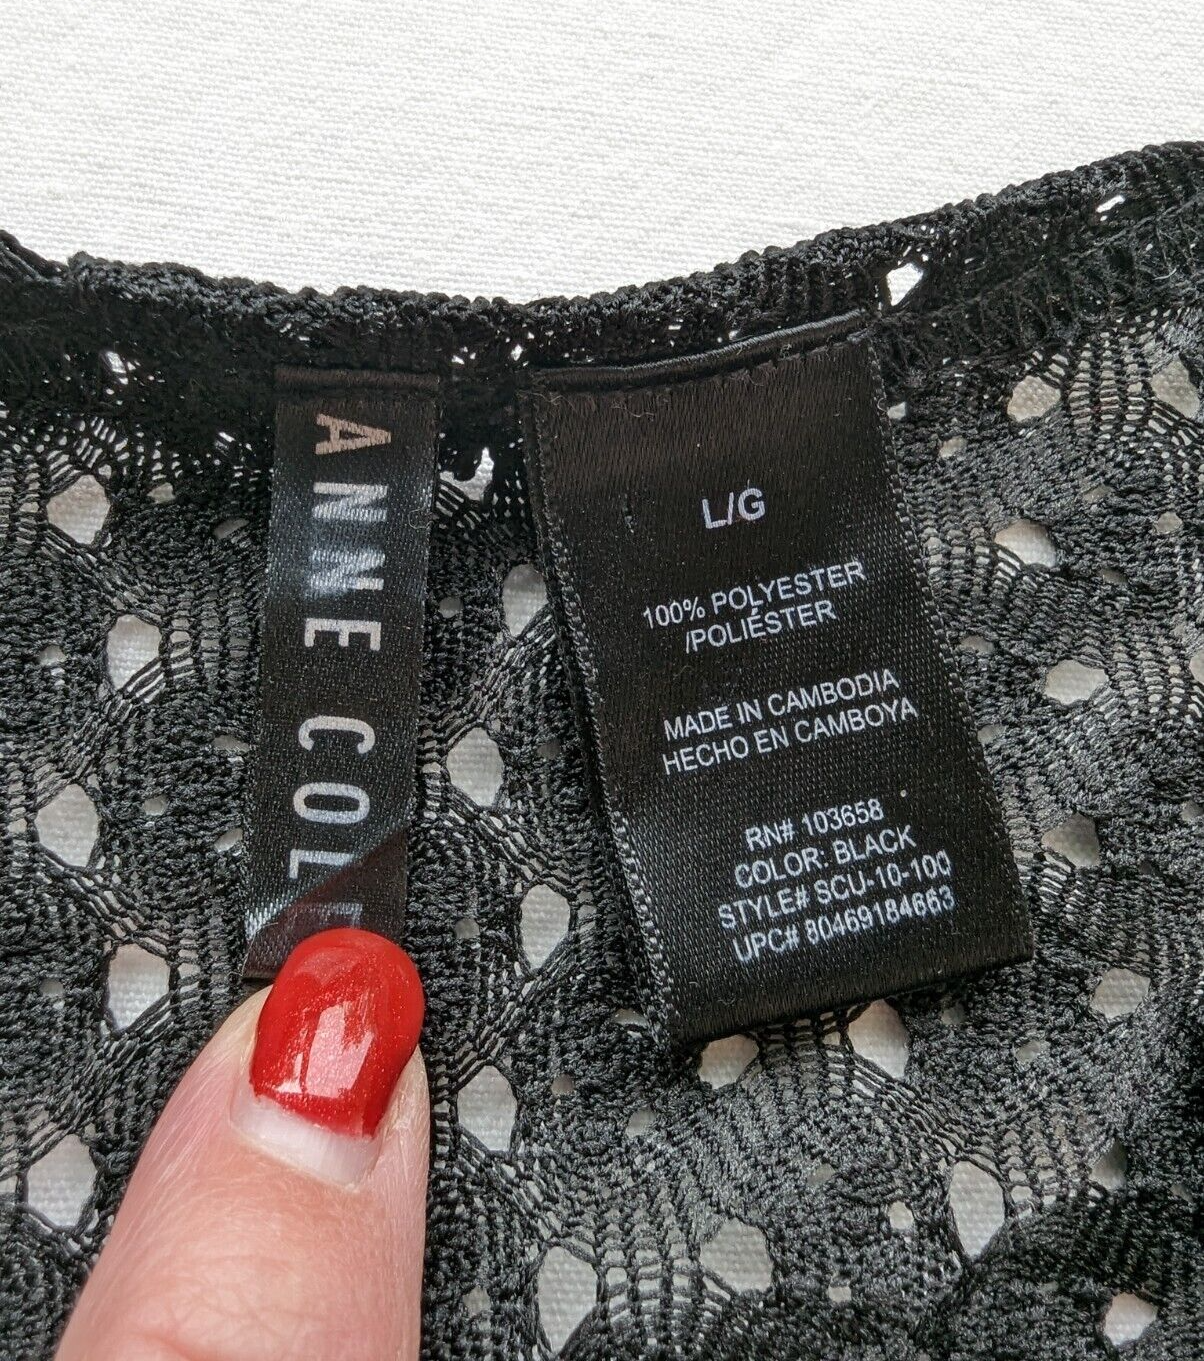 ANNE COLE
L/G
100% POLYESTER
/POLIÉSTER
MADE IN CAMBODIA
HECHO EN CAMBOYA
RN# 103658
COLOR: BLACK
STYLE# SCU-10-100
UPC# 80469184663